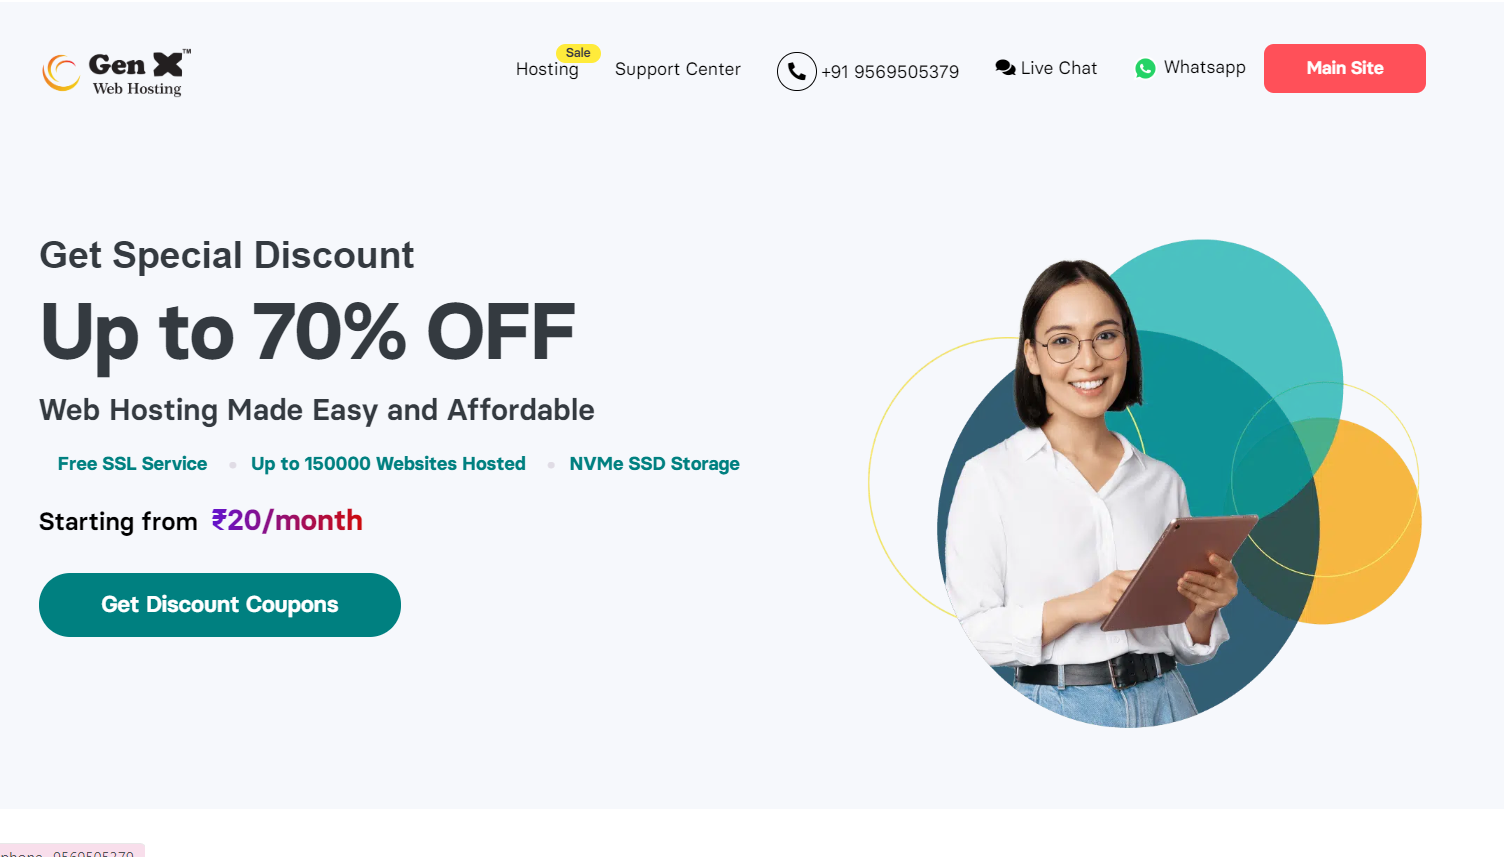 Gen X™
Web Hosting
Sale
Hosting
Support Center
+91 9569505379
Live Chat
Whatsapp
Main Site
Get Special Discount
Up to 70% OFF
Web Hosting Made Easy and Affordable
Free SSL Service
Up to 150000 Websites Hosted
NVMe SSD Storage
Starting from ₹20/month
Get Discount Coupons
phone 9569505379